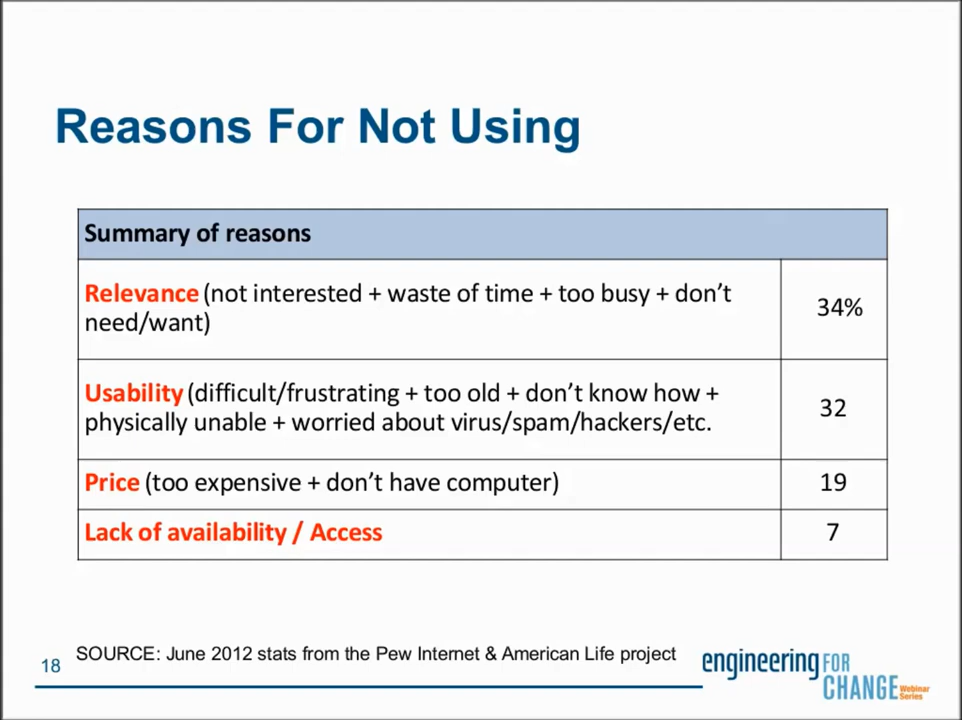 Reasons For Not Using
Summary of reasons
Relevance (not interested + waste of time + too busy + don’t
need/want)
34%
Usability (difficult/frustrating + too old + don’t know how +
physically unable + worried about virus/spam/hackers/etc.
32
Price (too expensive + don’t have computer)
19
Lack of availability / Access
7
18
SOURCE: June 2012 stats from the Pew Internet & American Life project
engineering FOR
CHANGE Webinar
Series